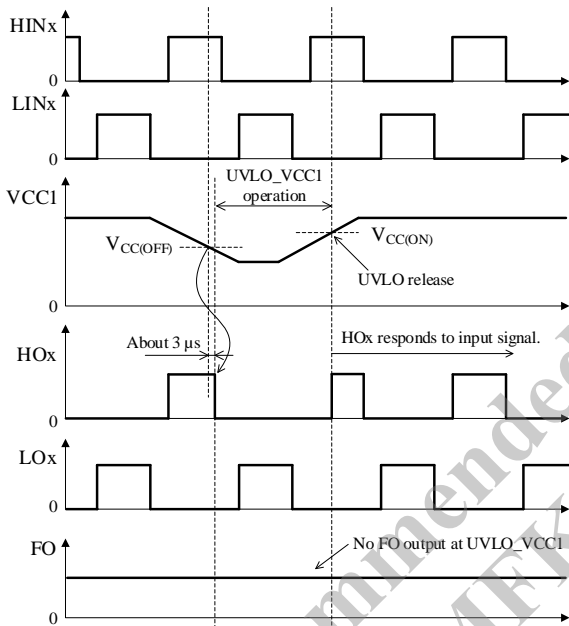 HINx
0
LINx
0
UVLO_VCC1
operation
VCC1
VCC(OFF)
VCC(ON)
UVLO release
0
About 3 µs
HOx responds to input signal.
HOx
0
LOx
0
FO
No FO output at UVLO_VCC1
0